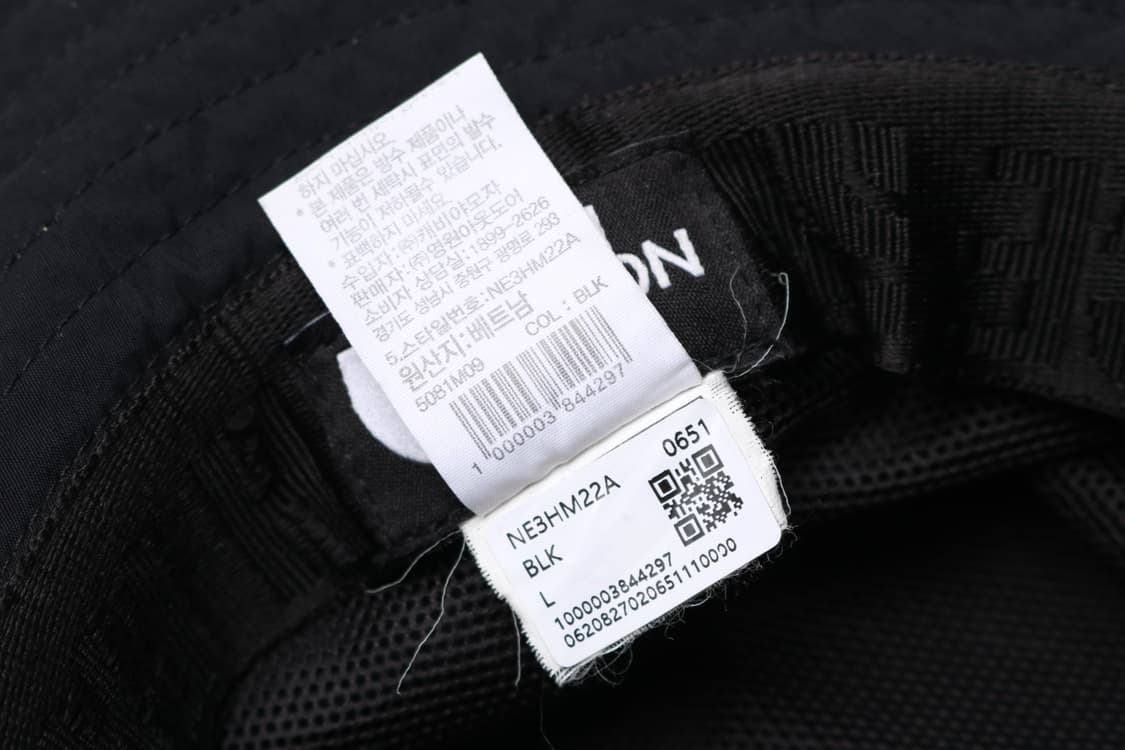 하지 마십시오.
* 본 제품은 방수 제품이나
여러 번 세탁시 표면의 발수
기능이 저하될수 있습니다.
* 표백하지 마세요.
수입자:㈜캐비아모자
판매자:㈜영원아웃도어
소비자 상담실:1899-2626
경기도 성남시 중원구 광명로 293
5.스타일번호:NE3HM22A
원산지:베트남
5081M09 COL : BLK
1 000003 844297
ON
0651
NE3HM22A
BLK
L
1000003844297
0620827020651110000